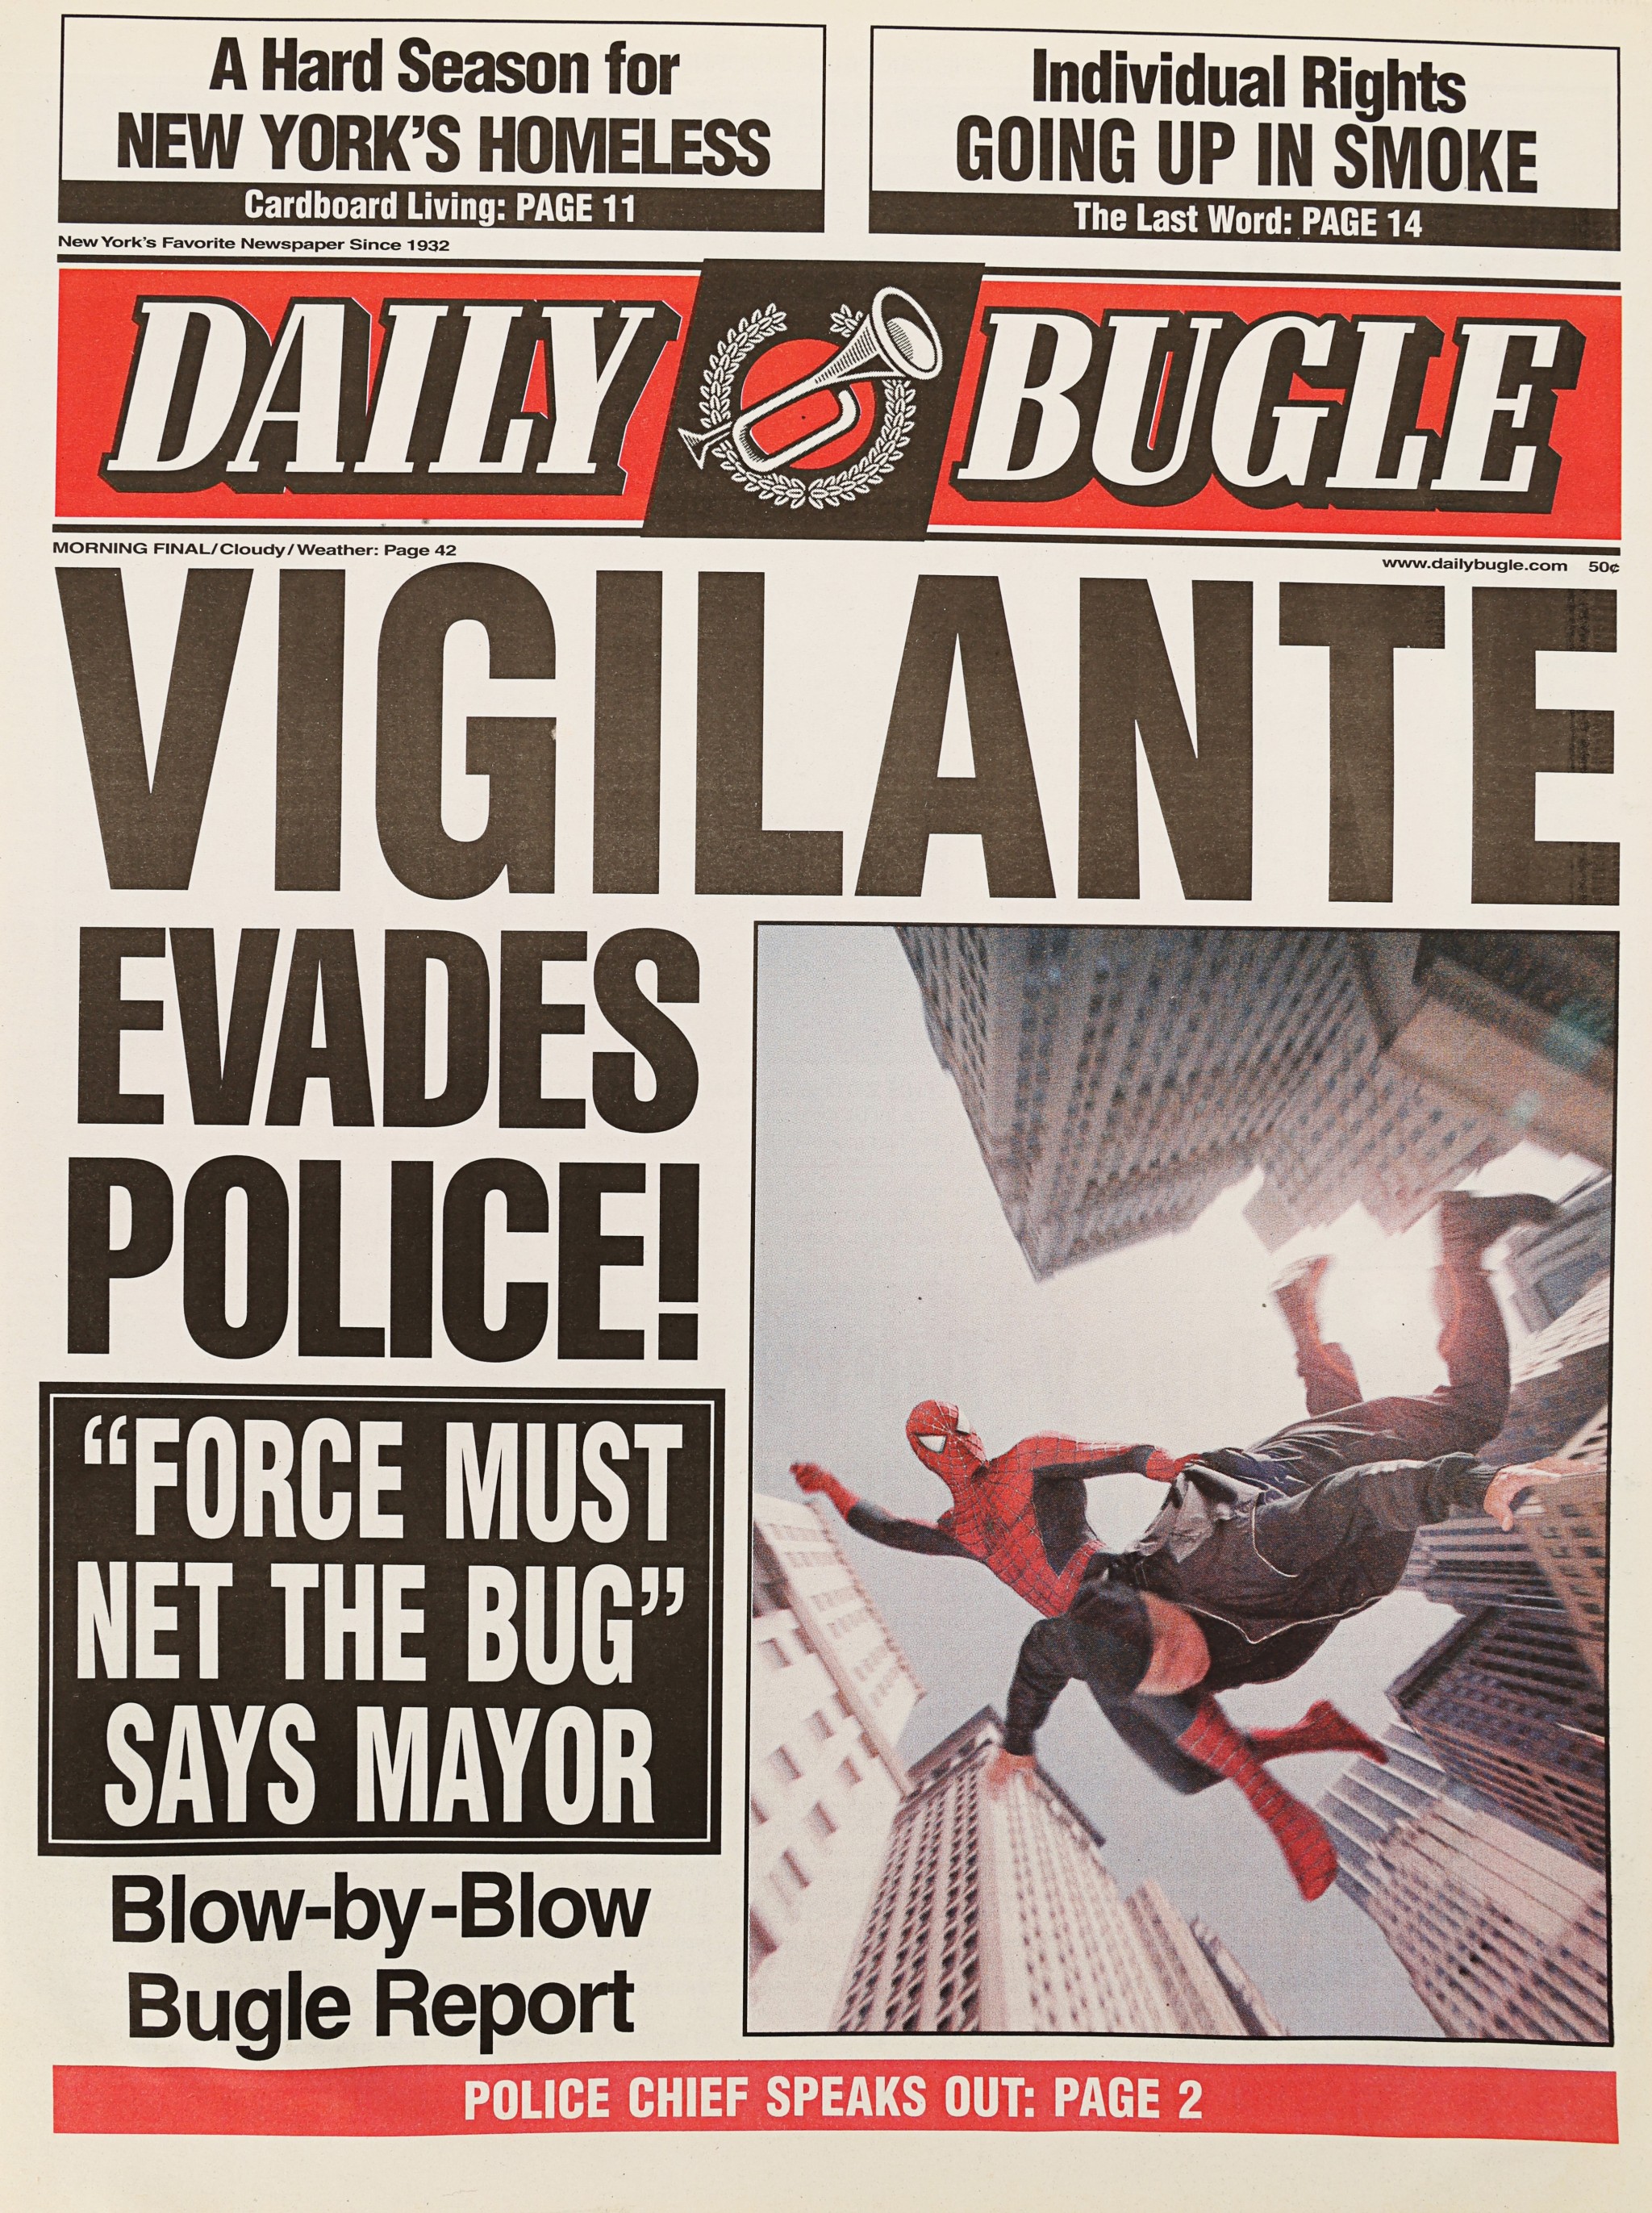 A Hard Season for
NEW YORK'S HOMELESS
Cardboard Living: PAGE 11
Individual Rights
GOING UP IN SMOKE
The Last Word: PAGE 14
New York's Favorite Newspaper Since 1932
DAILY BUGLE
MORNING FINAL/Cloudy/Weather: Page 42
www.dailybugle.com 50¢
VIGILANTE
EVADES
POLICE!
“FORCE MUST
NET THE BUG”
SAYS MAYOR
Blow-by-Blow
Bugle Report
POLICE CHIEF SPEAKS OUT: PAGE 2